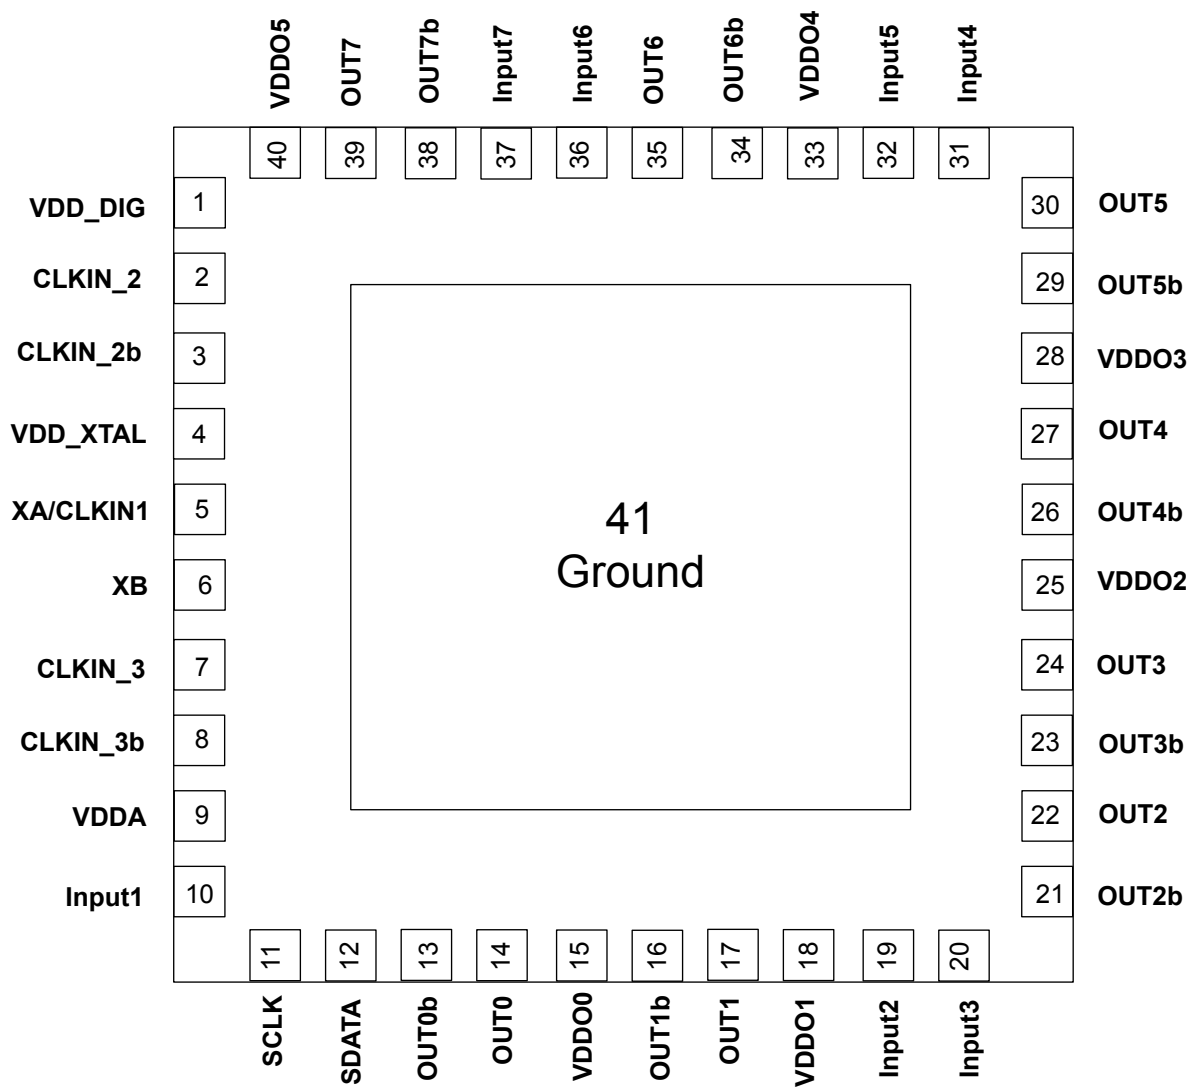 VDDO5
OUT7
OUT7b
Input7
Input6
OUT6
OUT6b
VDDO4
Input5
Input4
40
39
38
37
36
35
34
33
32
31
VDD_DIG 1
30 OUT5
CLKIN_2 2
29 OUT5b
CLKIN_2b 3
28 VDDO3
VDD_XTAL 4
27 OUT4
XA/CLKIN1 5
26 OUT4b
XB 6
25 VDDO2
CLKIN_3 7
24 OUT3
CLKIN_3b 8
23 OUT3b
VDDA 9
22 OUT2
Input1 10
21 OUT2b
41
Ground
11
12
13
14
15
16
17
18
19
20
SCLK
SDATA
OUT0b
OUT0
VDDO0
OUT1b
OUT1
VDDO1
Input2
Input3